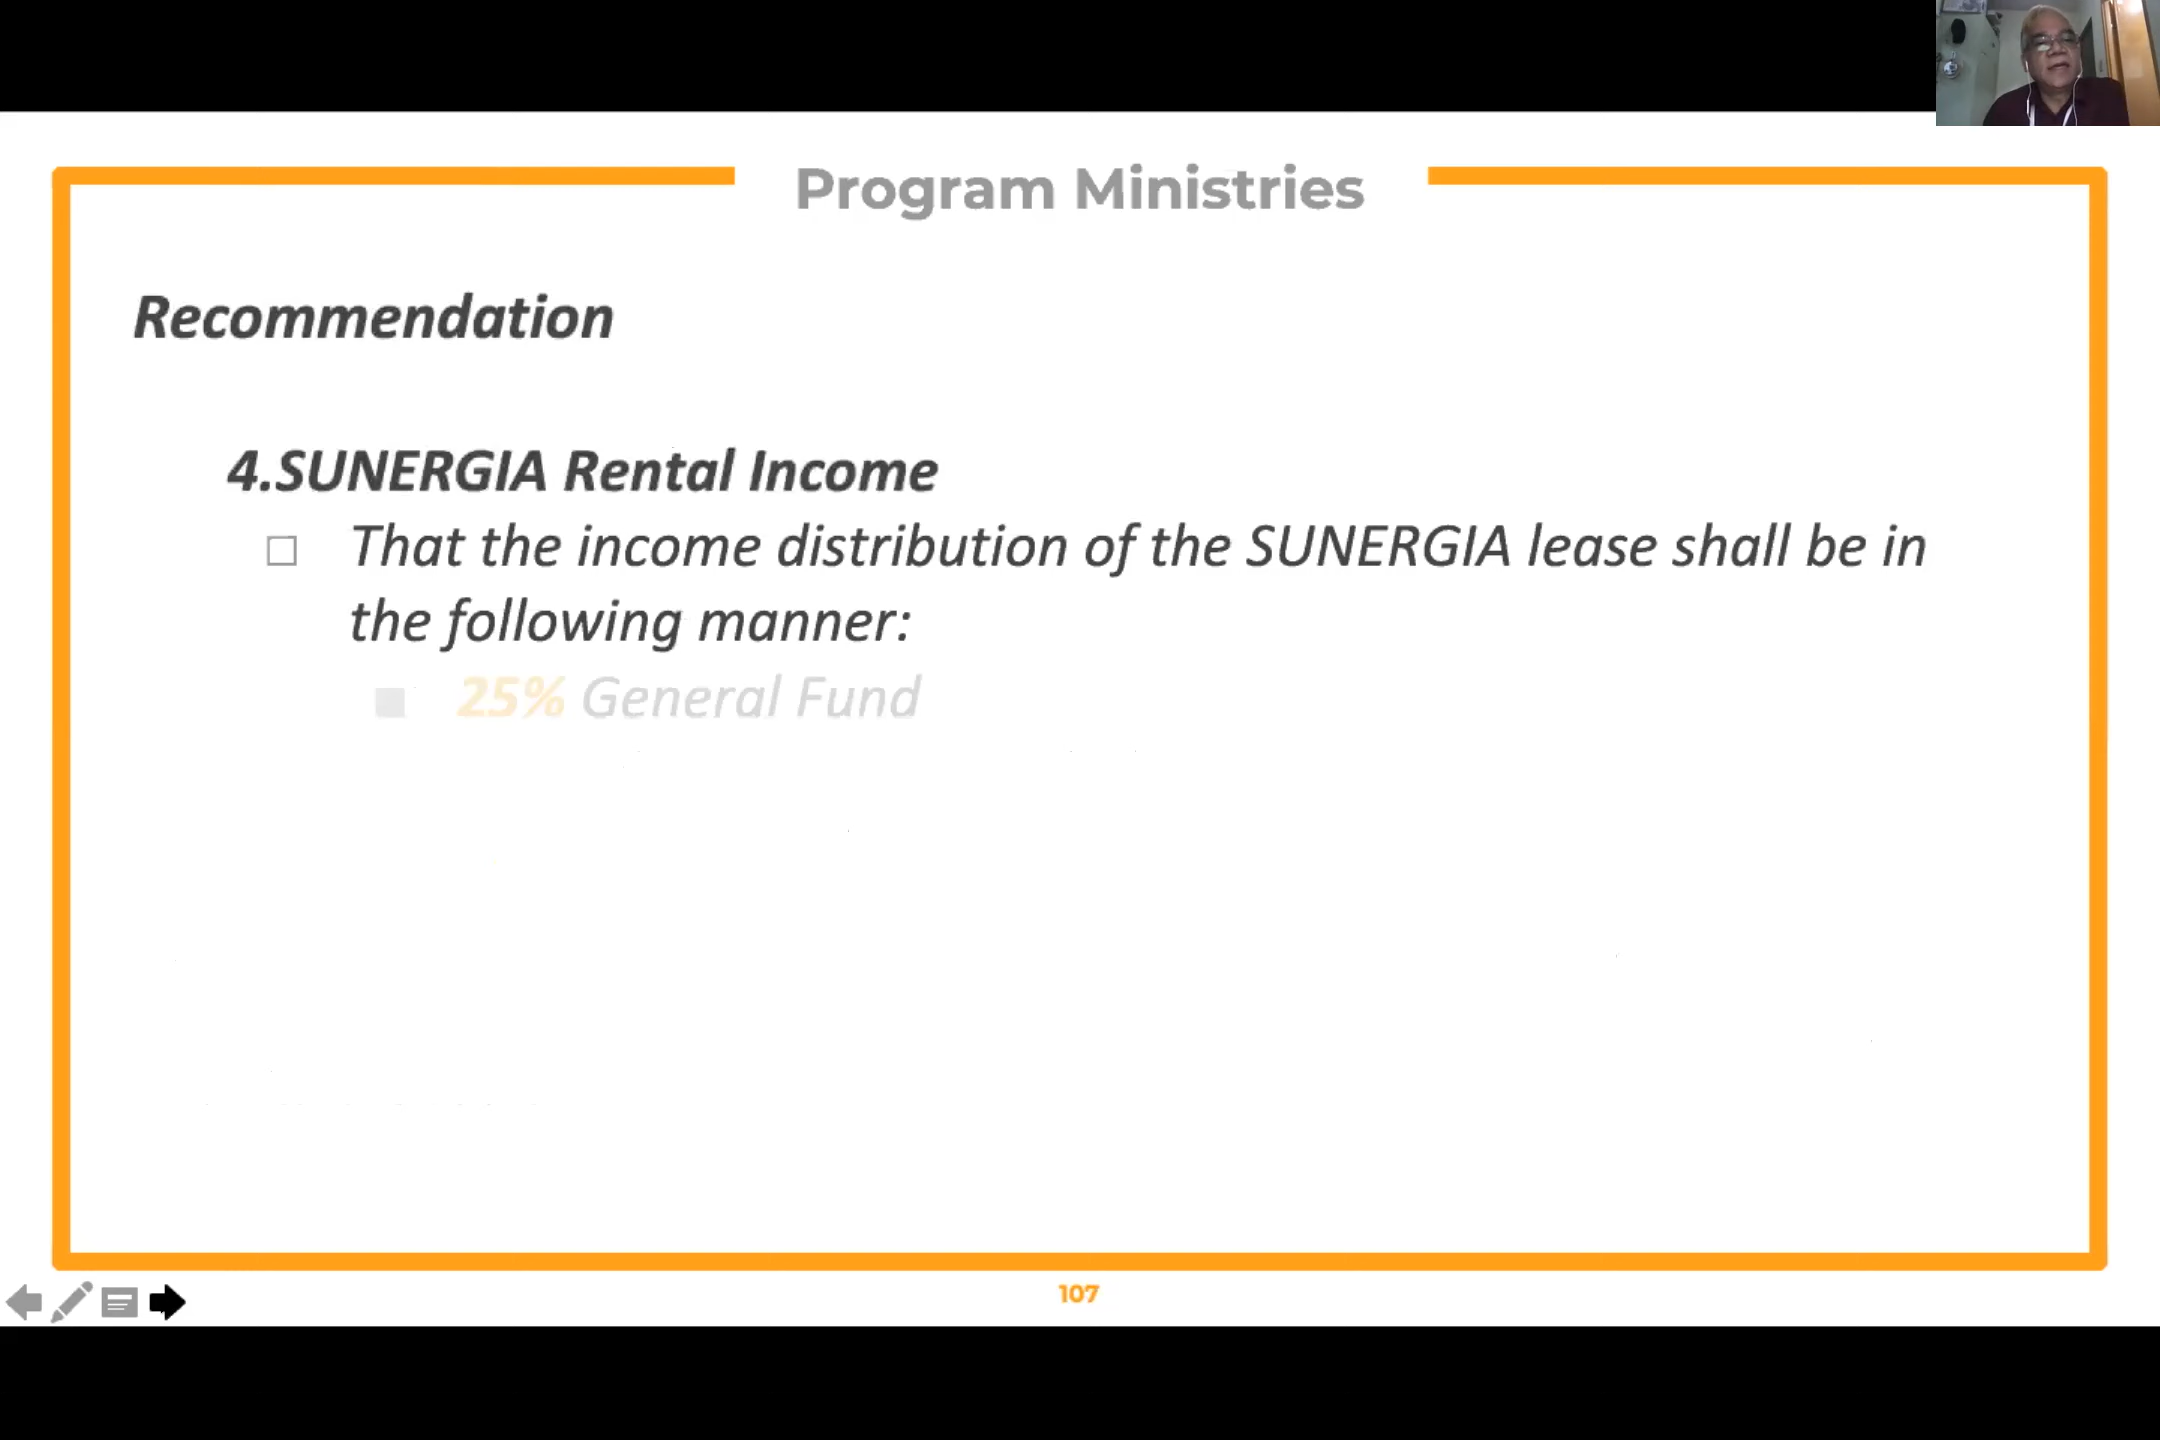 Program Ministries
Recommendation
4.SUNERGIA Rental Income
That the income distribution of the SUNERGIA lease shall be in
the following manner:
25% General Fund
107